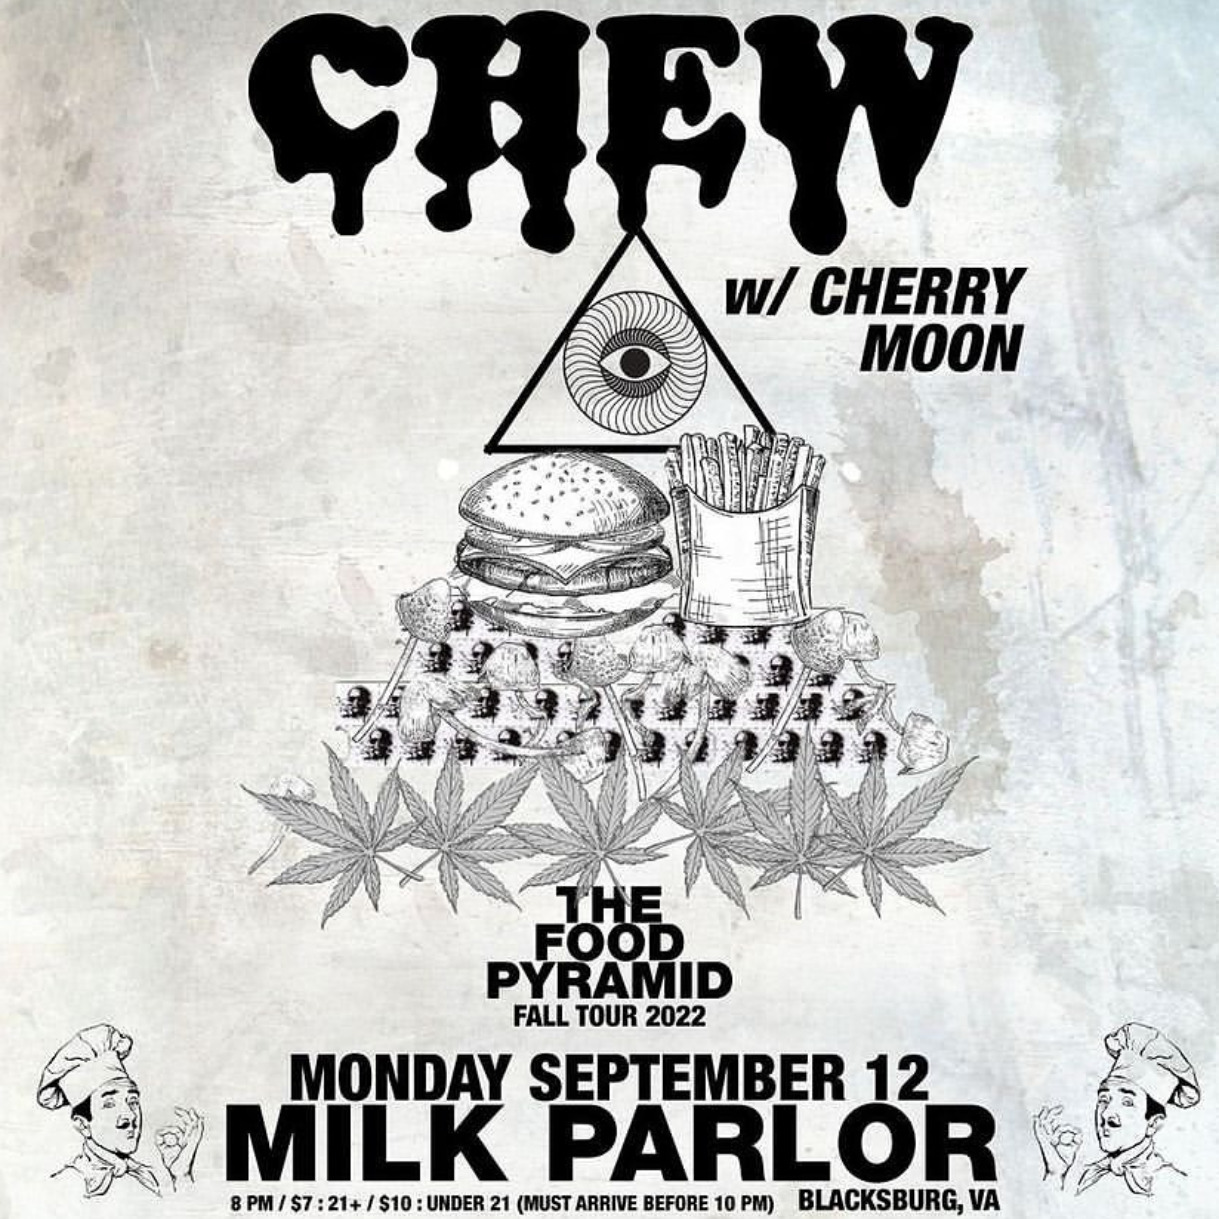 CHEW
w/ CHERRY
MOON
THE
FOOD
PYRAMID
FALL TOUR 2022
MONDAY SEPTEMBER 12
MILK PARLOR
8 PM / $7 : 21+ / $10 : UNDER 21 (MUST ARRIVE BEFORE 10 PM) BLACKSBURG, VA